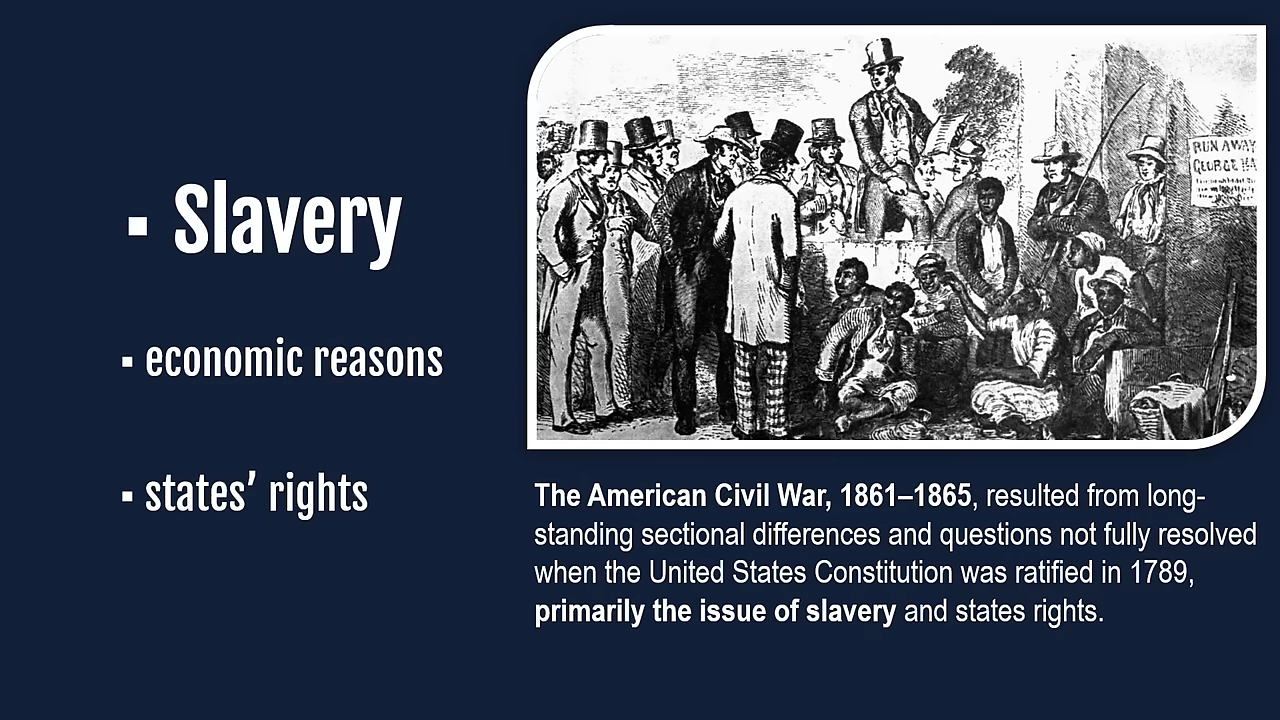 ▪ Slavery
▪ economic reasons
▪ states’ rights
RUN AWAY
GEORGE HA
The American Civil War, 1861–1865, resulted from long-
standing sectional differences and questions not fully resolved
when the United States Constitution was ratified in 1789,
primarily the issue of slavery and states rights.